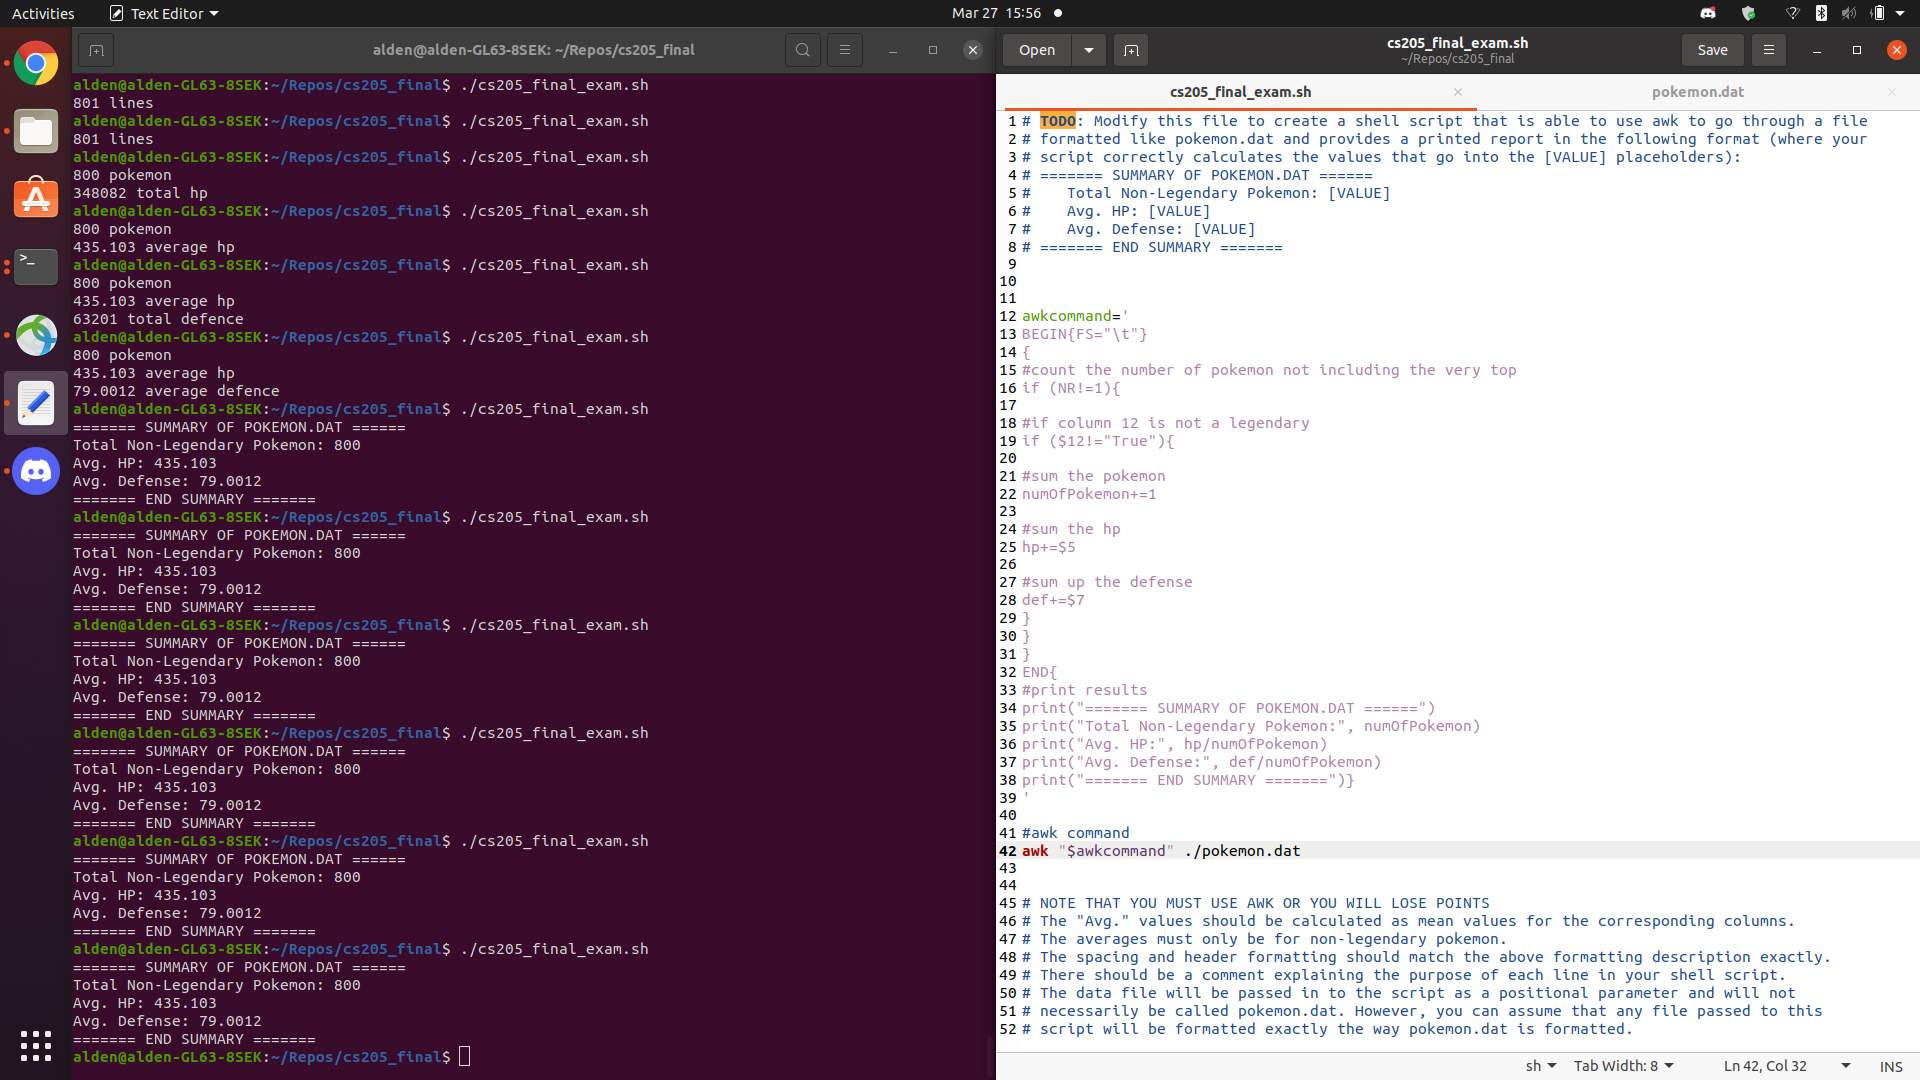 Activities
Text Editor
Mar 27 15:56
alden@alden-GL63-8SEK: ~/Repos/cs205_final
alden@alden-GL63-8SEK:~/Repos/cs205_final$ ./cs205_final_exam.sh
801 lines
alden@alden-GL63-8SEK:~/Repos/cs205_final$ ./cs205_final_exam.sh
801 lines
alden@alden-GL63-8SEK:~/Repos/cs205_final$ ./cs205_final_exam.sh
800 pokemon
348082 total hp
alden@alden-GL63-8SEK:~/Repos/cs205_final$ ./cs205_final_exam.sh
800 pokemon
435.103 average hp
alden@alden-GL63-8SEK:~/Repos/cs205_final$ ./cs205_final_exam.sh
800 pokemon
435.103 average hp
63201 total defence
alden@alden-GL63-8SEK:~/Repos/cs205_final$ ./cs205_final_exam.sh
800 pokemon
435.103 average hp
79.0012 average defence
alden@alden-GL63-8SEK:~/Repos/cs205_final$ ./cs205_final_exam.sh
======= SUMMARY OF POKEMON.DAT ======
Total Non-Legendary Pokemon: 800
Avg. HP: 435.103
Avg. Defense: 79.0012
======= END SUMMARY =======
alden@alden-GL63-8SEK:~/Repos/cs205_final$ ./cs205_final_exam.sh
======= SUMMARY OF POKEMON.DAT ======
Total Non-Legendary Pokemon: 800
Avg. HP: 435.103
Avg. Defense: 79.0012
======= END SUMMARY =======
alden@alden-GL63-8SEK:~/Repos/cs205_final$ ./cs205_final_exam.sh
======= SUMMARY OF POKEMON.DAT ======
Total Non-Legendary Pokemon: 800
Avg. HP: 435.103
Avg. Defense: 79.0012
======= END SUMMARY =======
alden@alden-GL63-8SEK:~/Repos/cs205_final$ ./cs205_final_exam.sh
======= SUMMARY OF POKEMON.DAT ======
Total Non-Legendary Pokemon: 800
Avg. HP: 435.103
Avg. Defense: 79.0012
======= END SUMMARY =======
alden@alden-GL63-8SEK:~/Repos/cs205_final$ ./cs205_final_exam.sh
======= SUMMARY OF POKEMON.DAT ======
Total Non-Legendary Pokemon: 800
Avg. HP: 435.103
Avg. Defense: 79.0012
======= END SUMMARY =======
alden@alden-GL63-8SEK:~/Repos/cs205_final$ ./cs205_final_exam.sh
======= SUMMARY OF POKEMON.DAT ======
Total Non-Legendary Pokemon: 800
Avg. HP: 435.103
Avg. Defense: 79.0012
======= END SUMMARY =======
alden@alden-GL63-8SEK:~/Repos/cs205_final$
Open
cs205_final_exam.sh
~/Repos/cs205_final
Save
cs205_final_exam.sh
pokemon.dat
1 # TODO: Modify this file to create a shell script that is able to use awk to go through a file
2 # formatted like pokemon.dat and provides a printed report in the following format (where your
3 # script correctly calculates the values that go into the [VALUE] placeholders):
4 # ======= SUMMARY OF POKEMON.DAT ======
5 #    Total Non-Legendary Pokemon: [VALUE]
6 #    Avg. HP: [VALUE]
7 #    Avg. Defense: [VALUE]
8 # ======= END SUMMARY =======
9
10
11
12 awkcommand='
13 BEGIN{FS="\t"}
14 {
15 #count the number of pokemon not including the very top
16 if (NR!=1){
17
18 #if column 12 is not a legendary
19 if ($12!="True"){
20
21 #sum the pokemon
22 numOfPokemon+=1
23
24 #sum the hp
25 hp+=$5
26
27 #sum up the defense
28 def+=$7
29 }
30 }
31 }
32 END{
33 #print results
34 print("======= SUMMARY OF POKEMON.DAT ======")
35 print("Total Non-Legendary Pokemon:", numOfPokemon)
36 print("Avg. HP:", hp/numOfPokemon)
37 print("Avg. Defense:", def/numOfPokemon)
38 print("======= END SUMMARY =======")}
39 '
40
41 #awk command
42 awk "$awkcommand" ./pokemon.dat
43
44
45 # NOTE THAT YOU MUST USE AWK OR YOU WILL LOSE POINTS
46 # The "Avg." values should be calculated as mean values for the corresponding columns.
47 # The averages must only be for non-legendary pokemon.
48 # The spacing and header formatting should match the above formatting description exactly.
49 # There should be a comment explaining the purpose of each line in your shell script.
50 # The data file will be passed in to the script as a positional parameter and will not
51 # necessarily be called pokemon.dat. However, you can assume that any file passed to this
52 # script will be formatted exactly the way pokemon.dat is formatted.
sh
Tab Width: 8
Ln 42, Col 32
INS